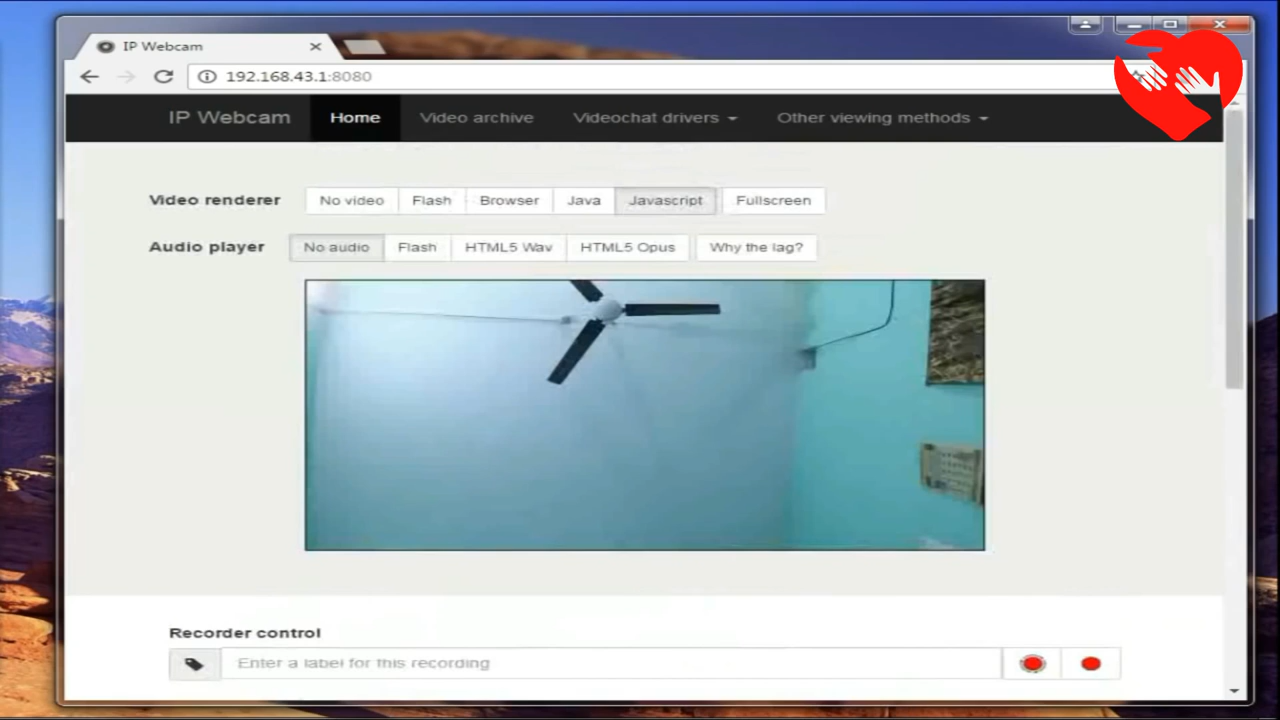 IP Webcam
192.168.43.1:8080
IP Webcam Home Video archive Videochat drivers Other viewing methods
Video renderer No video Flash Browser Java Javascript Fullscreen
Audio player No audio Flash HTML5 Wav HTML5 Opus Why the lag?
Recorder control
Enter a label for this recording